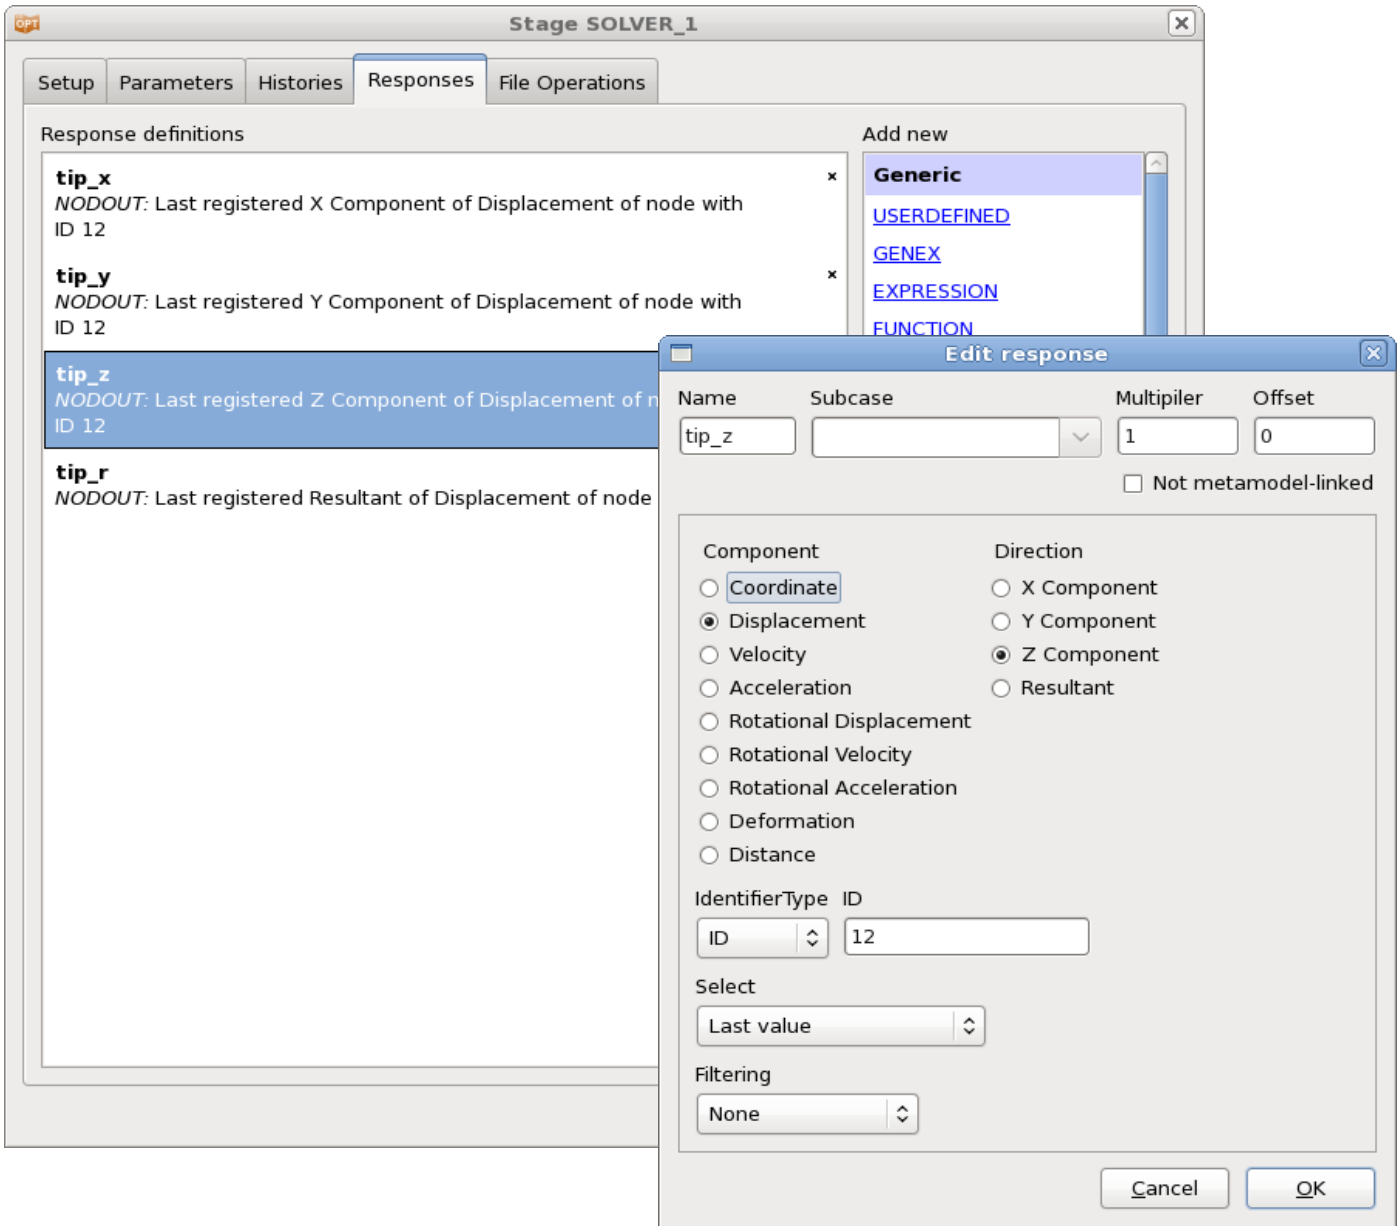 OPT
Stage SOLVER_1
Setup Parameters Histories Responses File Operations
Response definitions
Add new
tip_x
NODOUT: Last registered X Component of Displacement of node with
ID 12
tip_y
NODOUT: Last registered Y Component of Displacement of node with
ID 12
tip_z
NODOUT: Last registered Z Component of Displacement of n
ID 12
tip_r
NODOUT: Last registered Resultant of Displacement of node
Generic
USERDEFINED
GENEX
EXPRESSION
FUNCTION
Edit response
Name Subcase Multipiler Offset
tip_z 1 0
Not metamodel-linked
Component Direction
Coordinate X Component
Displacement Y Component
Velocity Z Component
Acceleration Resultant
Rotational Displacement
Rotational Velocity
Rotational Acceleration
Deformation
Distance
IdentifierType ID
ID 12
Select
Last value
Filtering
None
Cancel OK